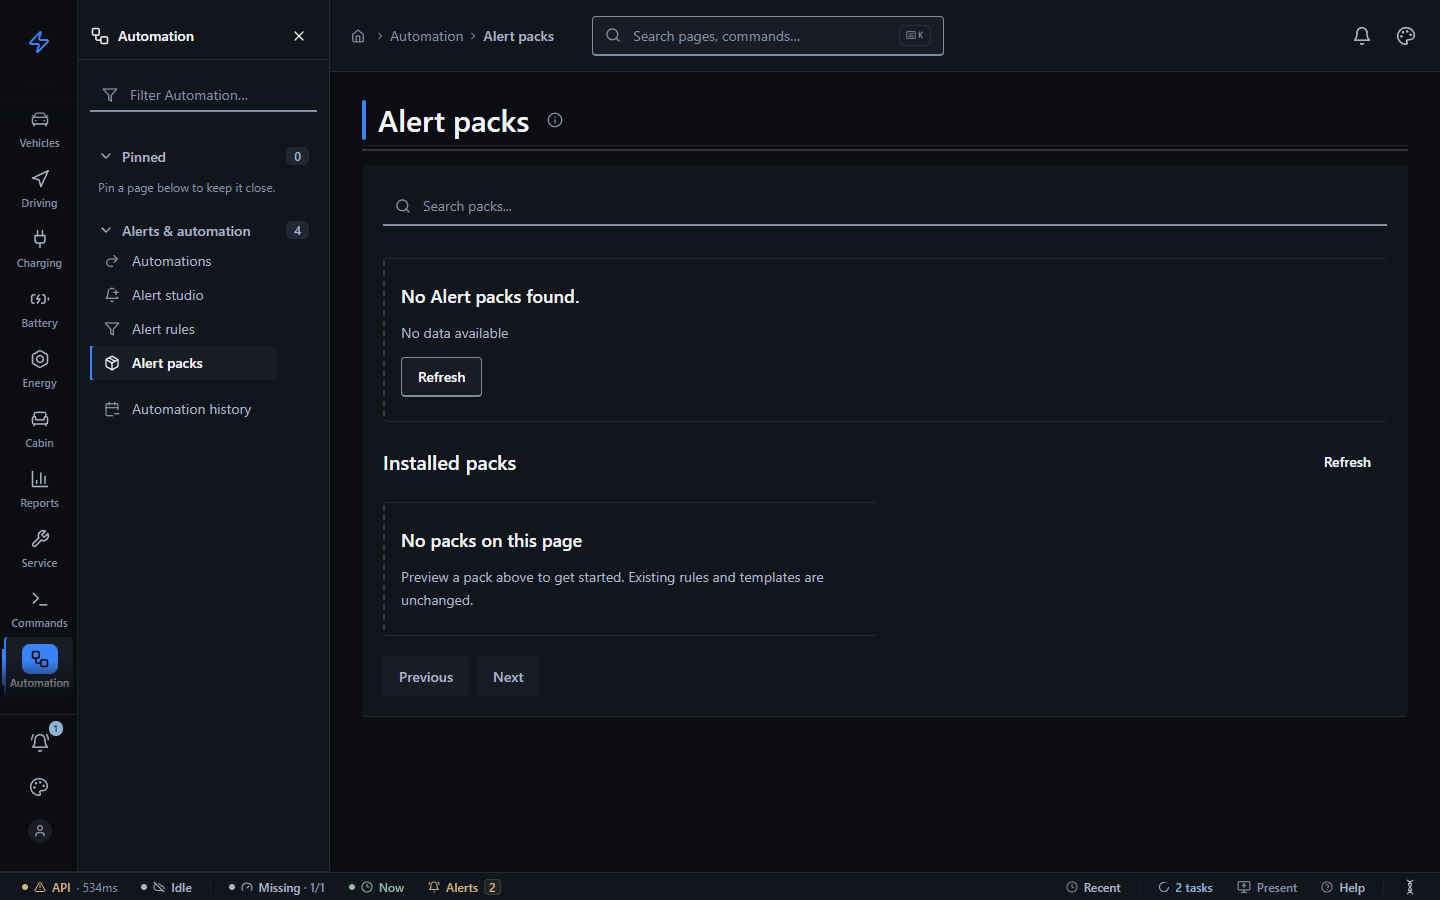 Automation
Automation
Alert packs
Search pages, commands...
K
Filter Automation...
Vehicles
Driving
Charging
Battery
Energy
Cabin
Reports
Service
Commands
Automation
1
Pinned
0
Pin a page below to keep it close.
Alerts & automation
4
Automations
Alert studio
Alert rules
Alert packs
Automation history
Alert packs
Search packs...
No Alert packs found.
No data available
Refresh
Installed packs
Refresh
No packs on this page
Preview a pack above to get started. Existing rules and templates are
unchanged.
Previous
Next
API · 534ms
Idle
Missing · 1/1
Now
Alerts 2
Recent
2 tasks
Present
Help